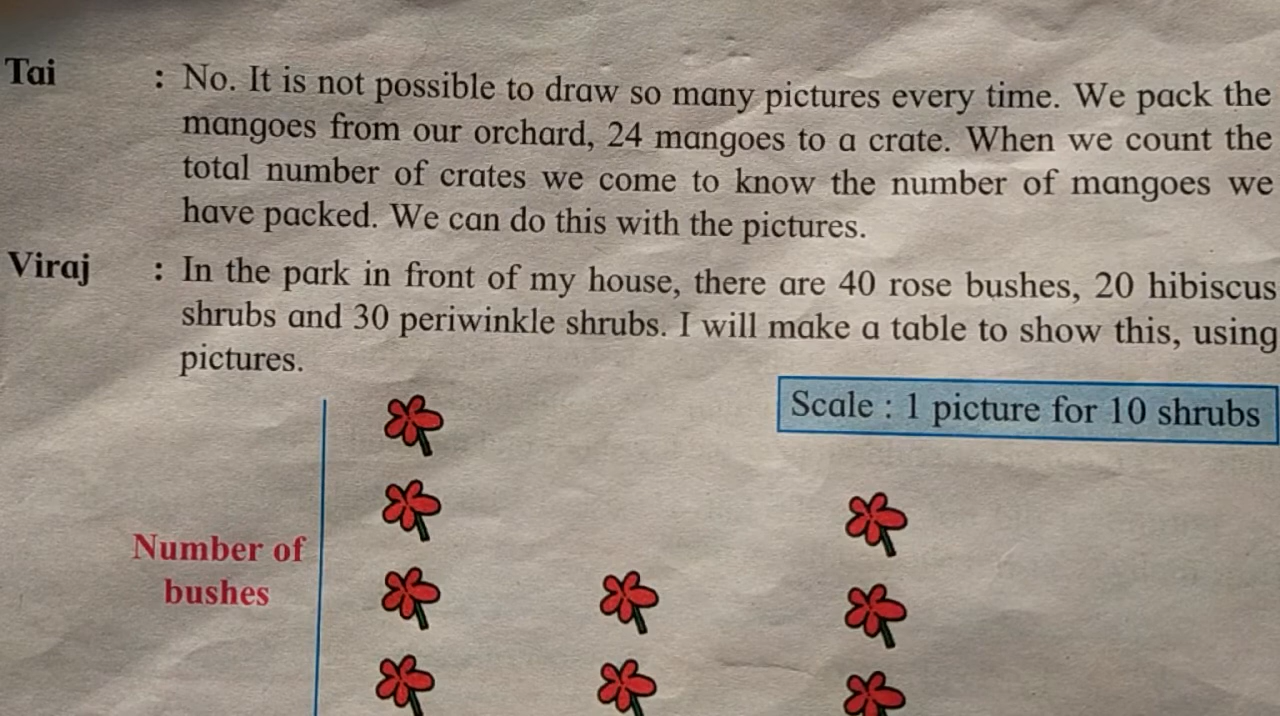 Tai : No. It is not possible to draw so many pictures every time. We pack the
mangoes from our orchard, 24 mangoes to a crate. When we count the
total number of crates we come to know the number of mangoes we
have packed. We can do this with the pictures.
Viraj : In the park in front of my house, there are 40 rose bushes, 20 hibiscus
shrubs and 30 periwinkle shrubs. I will make a table to show this, using
pictures.
Scale : 1 picture for 10 shrubs
Number of
bushes